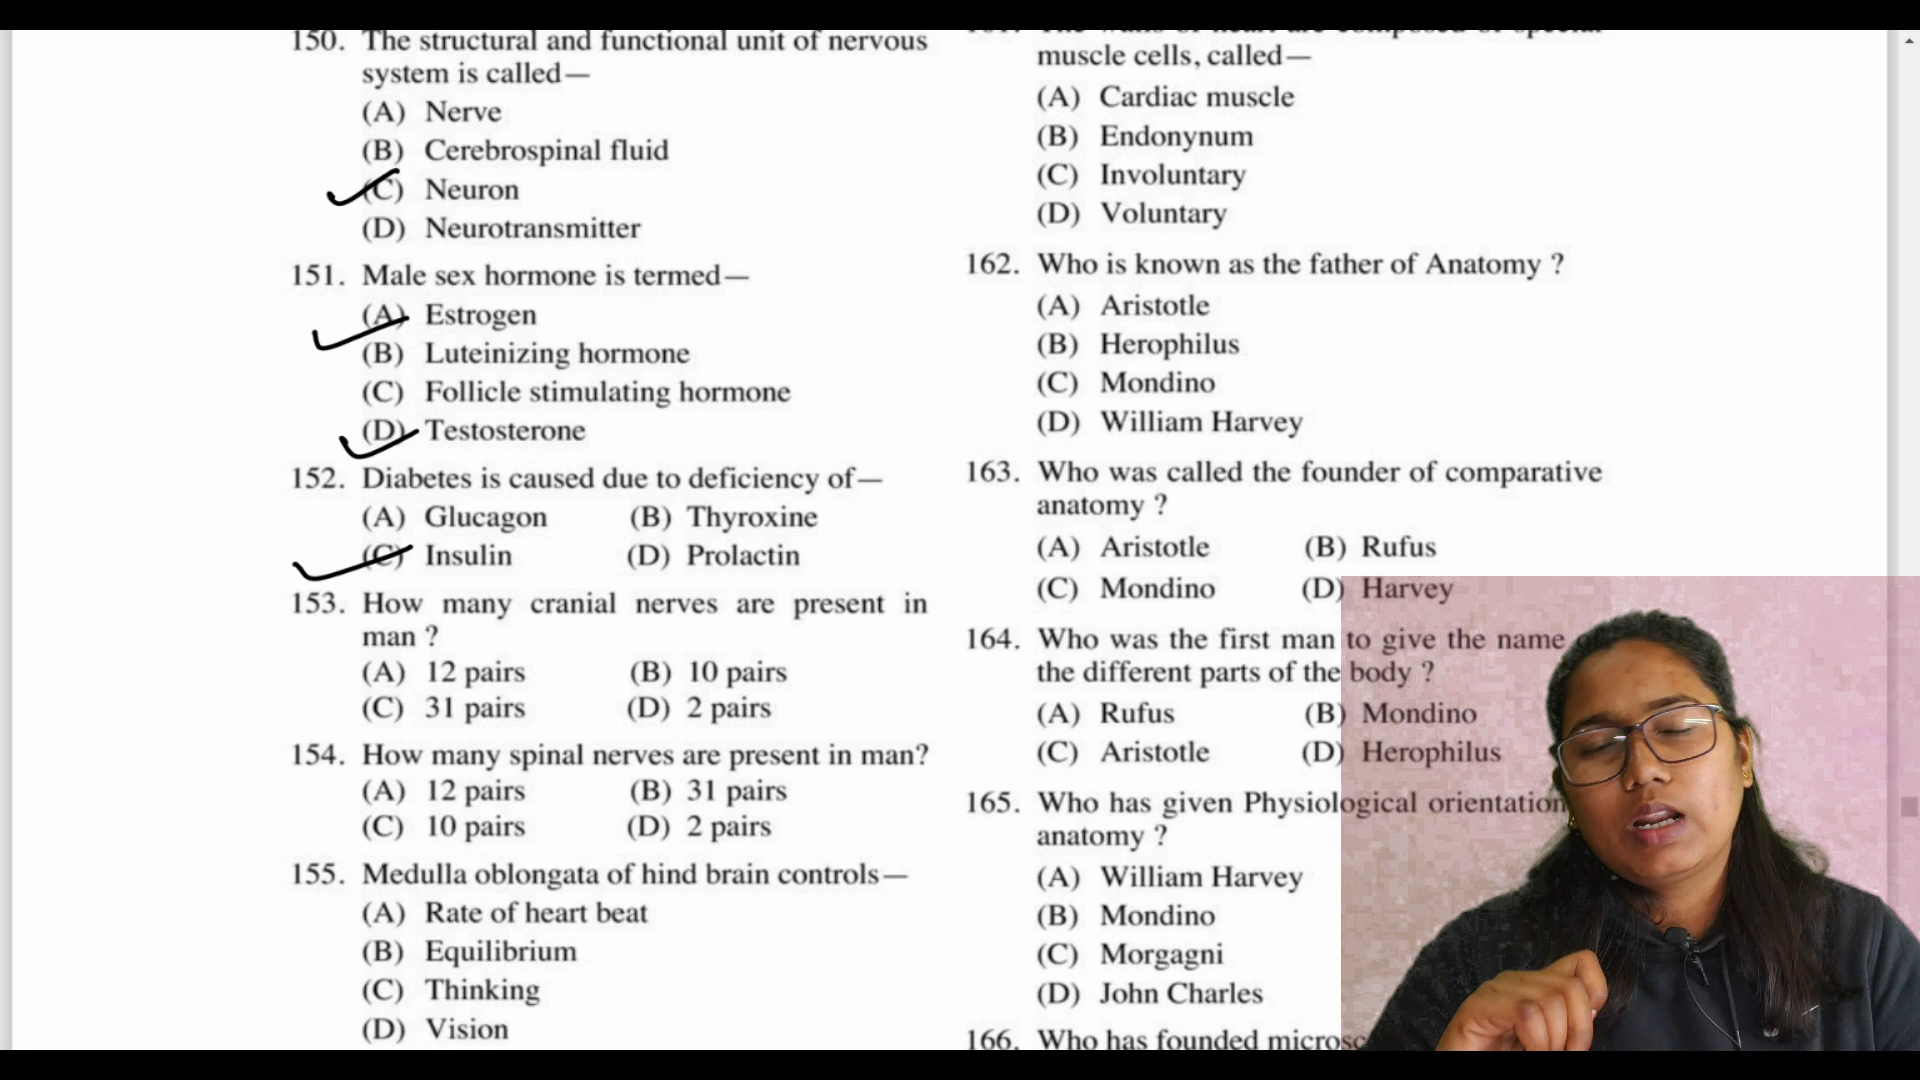 150. The structural and functional unit of nervous
system is called—
(A) Nerve
(B) Cerebrospinal fluid
(C) Neuron
(D) Neurotransmitter
151. Male sex hormone is termed—
(A) Estrogen
(B) Luteinizing hormone
(C) Follicle stimulating hormone
(D) Testosterone
152. Diabetes is caused due to deficiency of—
(A) Glucagon (B) Thyroxine
(C) Insulin (D) Prolactin
153. How many cranial nerves are present in
man ?
(A) 12 pairs (B) 10 pairs
(C) 31 pairs (D) 2 pairs
154. How many spinal nerves are present in man?
(A) 12 pairs (B) 31 pairs
(C) 10 pairs (D) 2 pairs
155. Medulla oblongata of hind brain controls—
(A) Rate of heart beat
(B) Equilibrium
(C) Thinking
(D) Vision
muscle cells, called—
(A) Cardiac muscle
(B) Endonynum
(C) Involuntary
(D) Voluntary
162. Who is known as the father of Anatomy ?
(A) Aristotle
(B) Herophilus
(C) Mondino
(D) William Harvey
163. Who was called the founder of comparative
anatomy ?
(A) Aristotle (B) Rufus
(C) Mondino (D) Harvey
164. Who was the first man to give the name
the different parts of the body ?
(A) Rufus (B) Mondino
(C) Aristotle (D) Herophilus
165. Who has given Physiological orientation
anatomy ?
(A) William Harvey
(B) Mondino
(C) Morgagni
(D) John Charles
166. Who has founded